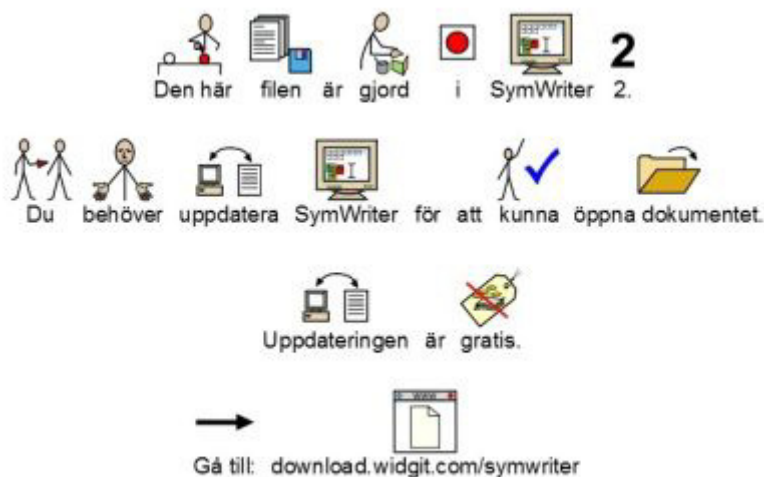 2
Den här filen är gjord i SymWriter 2.
Du behöver uppdatera SymWriter för att kunna öppna dokumentet.
Uppdateringen är gratis.
www
Gå till: download.widgit.com/symwriter